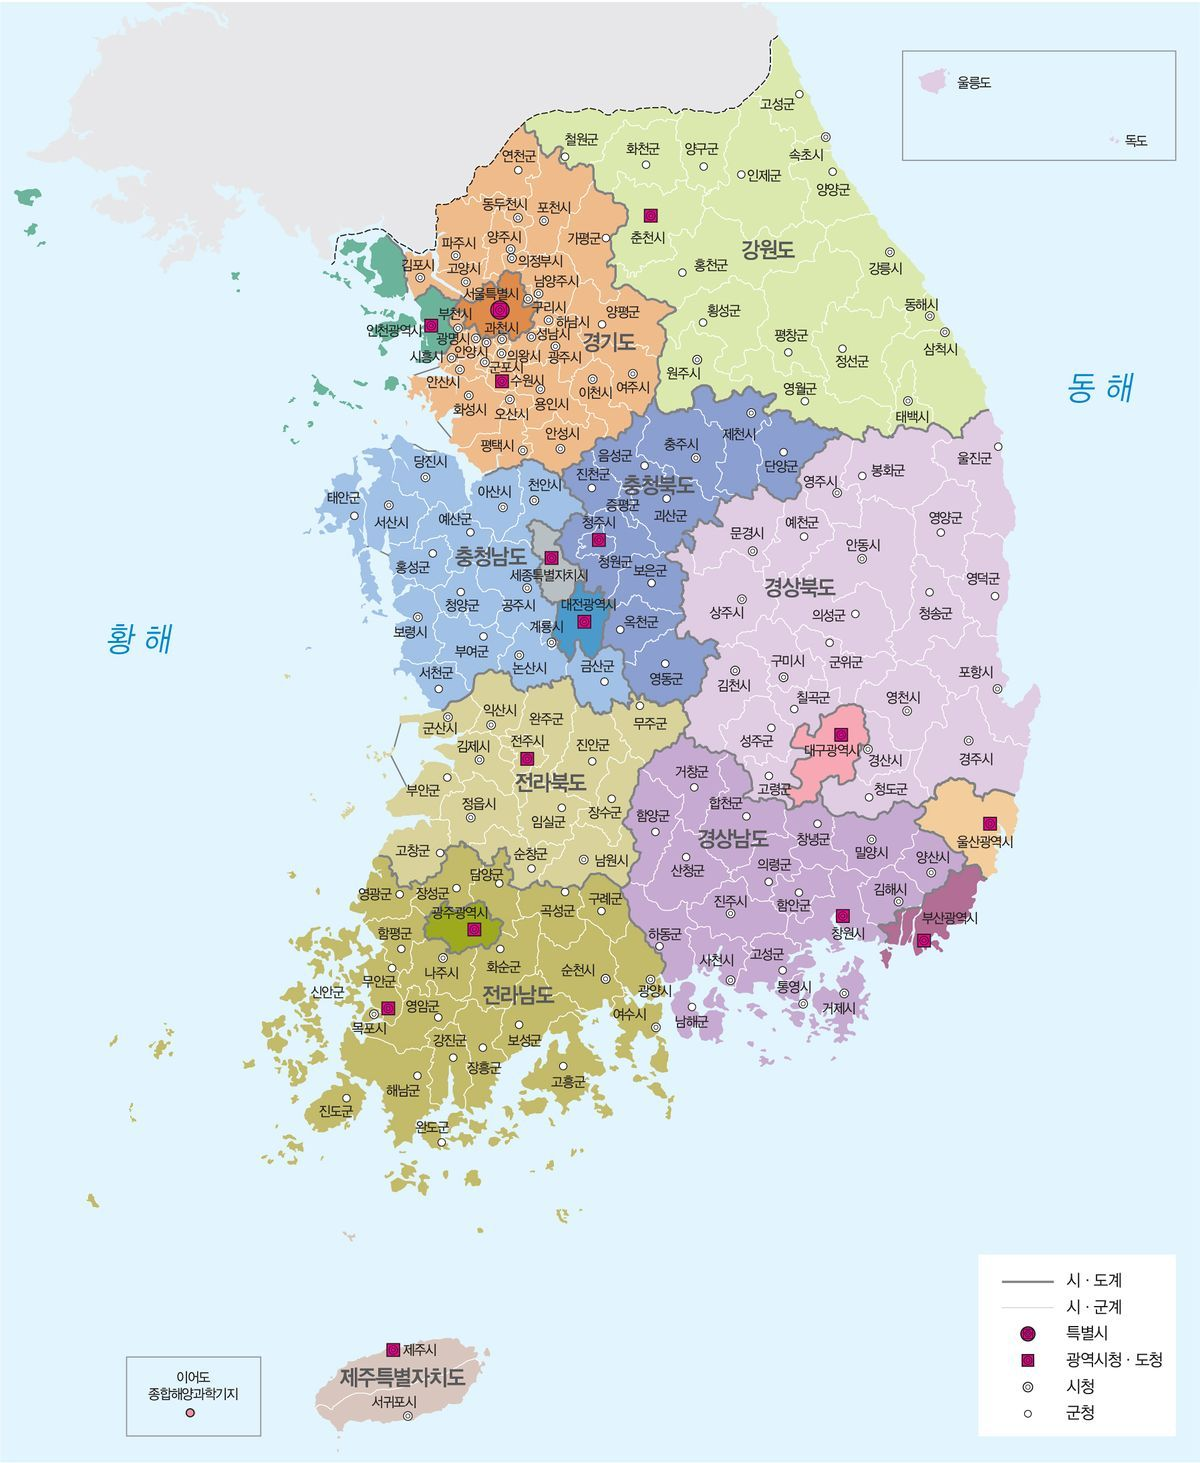 울릉도
독도
고성군
철원군
화천군
양구군
속초시
연천군
인제군
양양군
동두천시
포천시
춘천시
가평군
강원도
파주시
양주시
의정부시
김포시
고양시
홍천군
강릉시
남양주시
서울특별시
구리시
동해시
부천시
하남시
양평군
횡성군
인천광역시
과천시
광명시
성남시
경기도
평창군
삼척시
시흥시
안양시
의왕시
광주시
정선군
군포시
원주시
안산시
수원시
이천시
여주시
영월군
동해
화성시
오산시
용인시
태백시
안성시
제천시
평택시
충주시
울진군
당진시
음성군
단양군
봉화군
태안군
아산시
천안시
진천군
충청북도
영주시
서산시
예산군
증평군
괴산군
청주시
예천군
영양군
문경시
안동시
홍성군
충청남도
청원군
보은군
세종특별자치시
경상북도
영덕군
청양군
공주시
대전광역시
상주시
의성군
청송군
황해
보령시
계룡시
옥천군
부여군
논산시
금산군
구미시
군위군
서천군
영동군
김천시
포항시
칠곡군
영천시
익산시
완주군
무주군
군산시
전주시
성주군
대구광역시
김제시
진안군
경산시
경주시
거창군
전라북도
부안군
고령군
청도군
정읍시
합천군
임실군
장수군
함양군
경상남도
창녕군
울산광역시
고창군
순창군
남원시
밀양시
양산시
담양군
산청군
의령군
영광군
장성군
구례군
김해시
광주광역시
곡성군
진주시
함안군
부산광역시
함평군
하동군
창원시
나주시
화순군
순천시
사천시
고성군
무안군
신안군
전라남도
광양시
통영시
영암군
여수시
남해군
거제시
목포시
강진군
보성군
장흥군
해남군
고흥군
진도군
완도군
제주시
제주특별자치도
서귀포시
이어도
종합해양과학기지
시·도계
시·군계
특별시
광역시청·도청
시청
군청